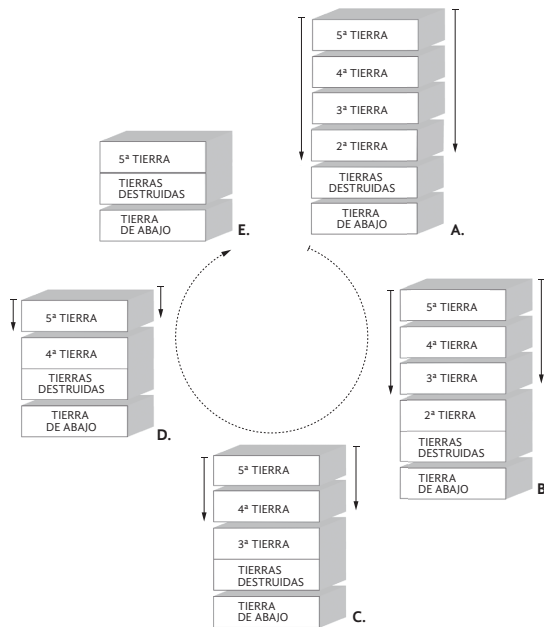 5ª TIERRA
4ª TIERRA
3ª TIERRA
2ª TIERRA
TIERRAS
DESTRUIDAS
TIERRA
DE ABAJO
A.
5ª TIERRA
4ª TIERRA
3ª TIERRA
2ª TIERRA
TIERRAS
DESTRUIDAS
TIERRA
DE ABAJO
B
5ª TIERRA
4ª TIERRA
3ª TIERRA
TIERRAS
DESTRUIDAS
TIERRA
DE ABAJO
C.
5ª TIERRA
4ª TIERRA
TIERRAS
DESTRUIDAS
TIERRA
DE ABAJO
D.
5ª TIERRA
TIERRAS
DESTRUIDAS
TIERRA
DE ABAJO
E.